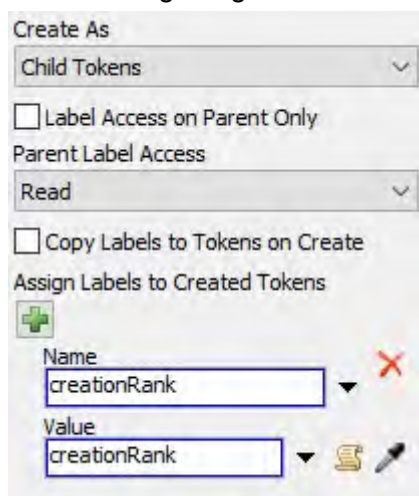 Create As
Child Tokens
Label Access on Parent Only
Parent Label Access
Read
Copy Labels to Tokens on Create
Assign Labels to Created Tokens
Name
creationRank
Value
creationRank